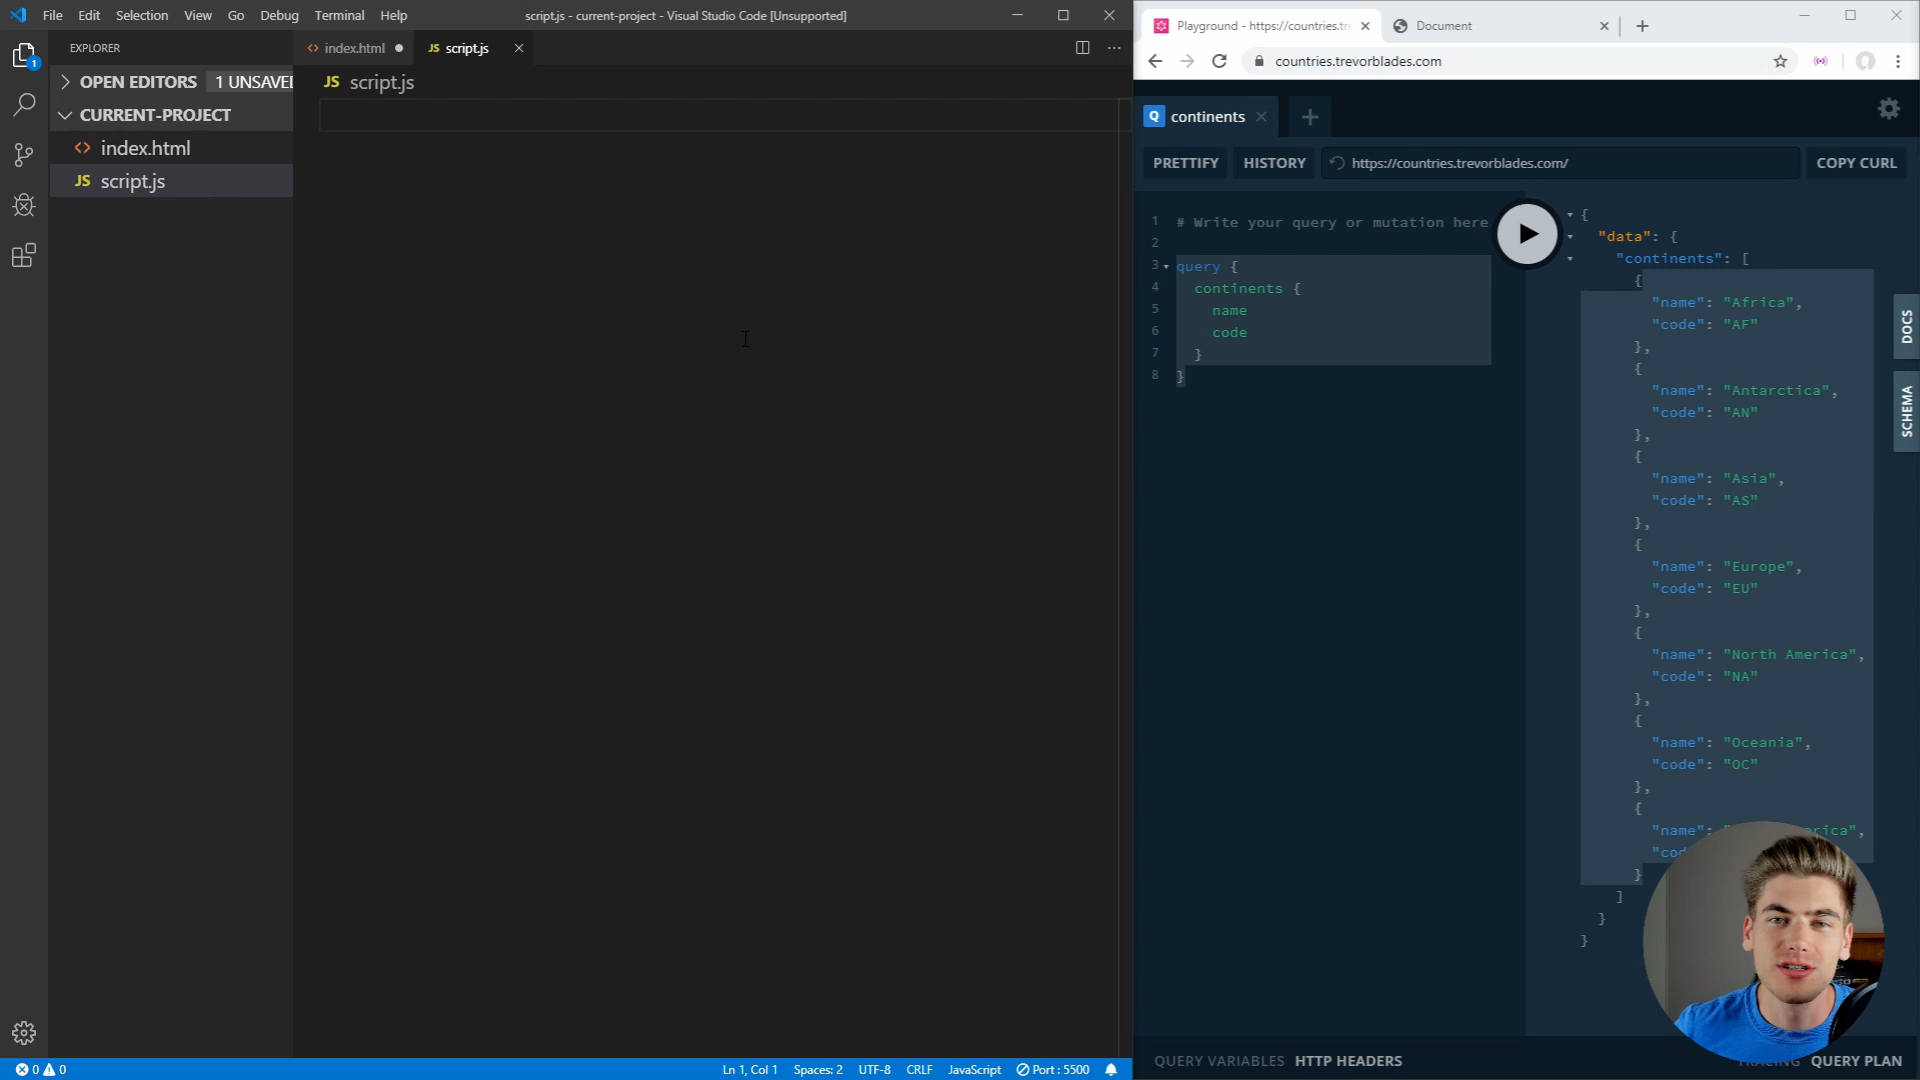 File Edit Selection View Go Debug Terminal Help
script.js - current-project - Visual Studio Code [Unsupported]
EXPLORER
OPEN EDITORS 1 UNSAVED
CURRENT-PROJECT
<> index.html
JS script.js
1
<> index.html
JS script.js
JS script.js
0 0
Ln 1, Col 1 Spaces: 2 UTF-8 CRLF JavaScript Port : 5500
Playground - https://countries.tre
Document
countries.trevorblades.com
Q continents
PRETTIFY HISTORY https://countries.trevorblades.com/ COPY CURL
1 # Write your query or mutation here
2
3 query {
4 continents {
5 name
6 code
7 }
8 }
{
"data": {
"continents": [
{
"name": "Africa",
"code": "AF"
},
{
"name": "Antarctica",
"code": "AN"
},
{
"name": "Asia",
"code": "AS"
},
{
"name": "Europe",
"code": "EU"
},
{
"name": "North America",
"code": "NA"
},
{
"name": "Oceania",
"code": "OC"
},
{
"name":
}
]
}
}
DOCS
SCHEMA
QUERY VARIABLES HTTP HEADERS
TRACING QUERY PLAN